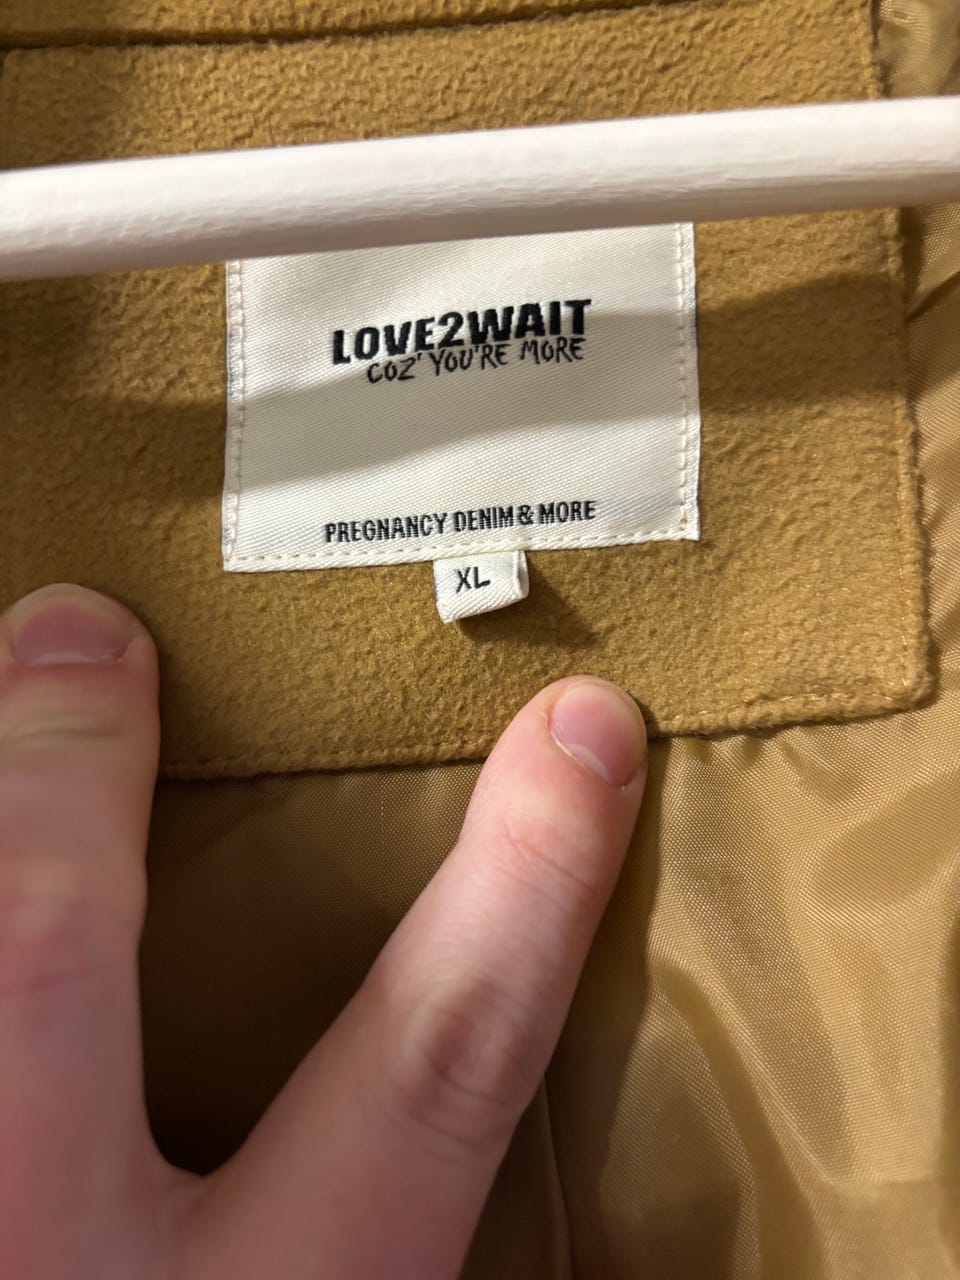 LOVE2WAIT
COZ' YOU'RE MORE
PREGNANCY DENIM & MORE
XL